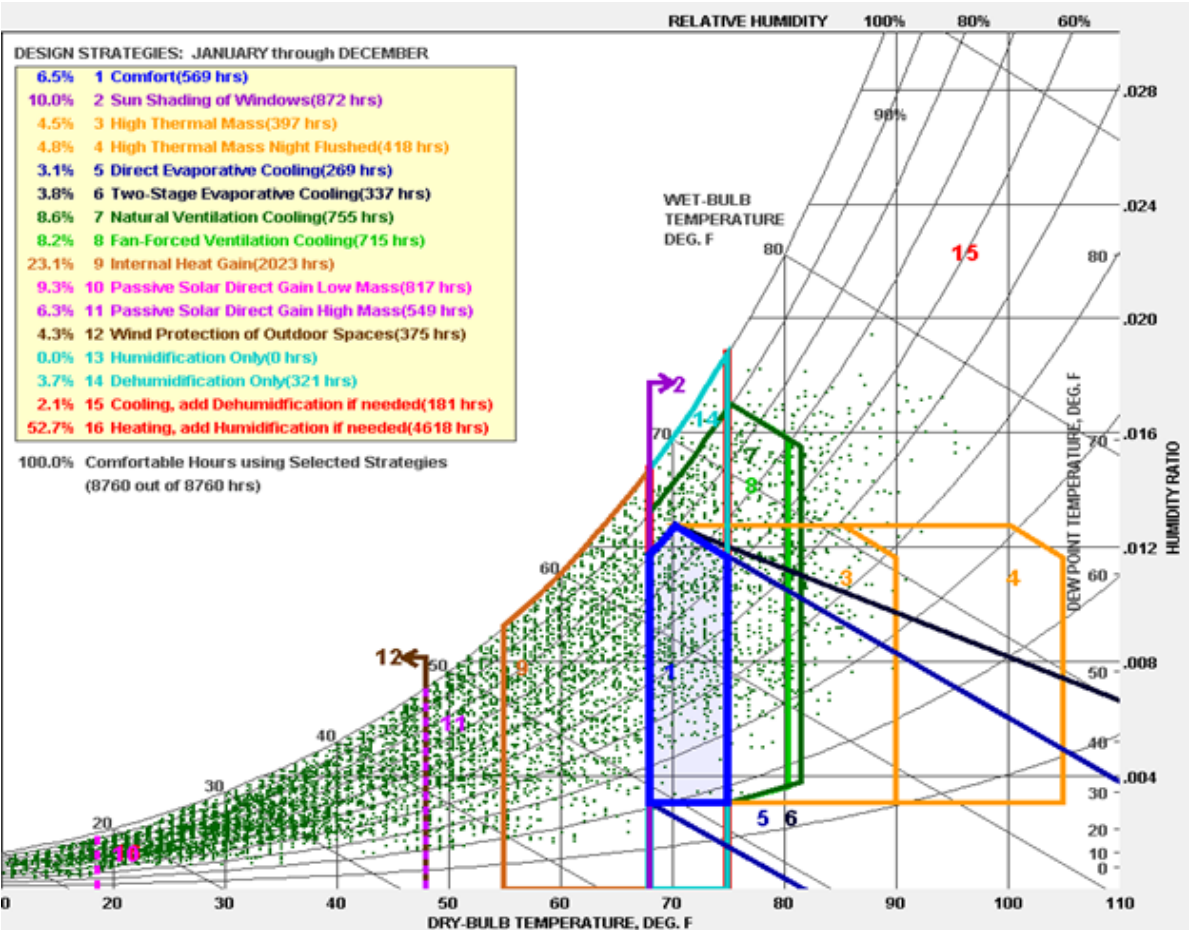 RELATIVE HUMIDITY 100% 80% 60%
DESIGN STRATEGIES: JANUARY through DECEMBER
6.5% 1 Comfort(569 hrs)
10.0% 2 Sun Shading of Windows(872 hrs)
4.5% 3 High Thermal Mass(397 hrs)
4.8% 4 High Thermal Mass Night Flushed(418 hrs)
3.1% 5 Direct Evaporative Cooling(269 hrs)
3.8% 6 Two-Stage Evaporative Cooling(337 hrs)
8.6% 7 Natural Ventilation Cooling(755 hrs)
8.2% 8 Fan-Forced Ventilation Cooling(715 hrs)
23.1% 9 Internal Heat Gain(2023 hrs)
9.3% 10 Passive Solar Direct Gain Low Mass(817 hrs)
6.3% 11 Passive Solar Direct Gain High Mass(549 hrs)
4.3% 12 Wind Protection of Outdoor Spaces(375 hrs)
0.0% 13 Humidification Only(0 hrs)
3.7% 14 Dehumidification Only(321 hrs)
2.1% 15 Cooling, add Dehumidfication if needed(181 hrs)
52.7% 16 Heating, add Humidification if needed(4618 hrs)
100.0% Comfortable Hours using Selected Strategies
(8760 out of 8760 hrs)
90%
WET-BULB
TEMPERATURE
DEG. F
80
70
60
50
40
30
20
15
2
14
7
8
3
4
1
9
12
11
10
5 6
.028
.024
.020
.016
.012
.008
.004
HUMIDITY RATIO
80
70
60
50
40
30
20
10
0
DEW POINT TEMPERATURE, DEG. F
0 20 30 40 50 60 70 80 90 100 110
DRY-BULB TEMPERATURE, DEG. F